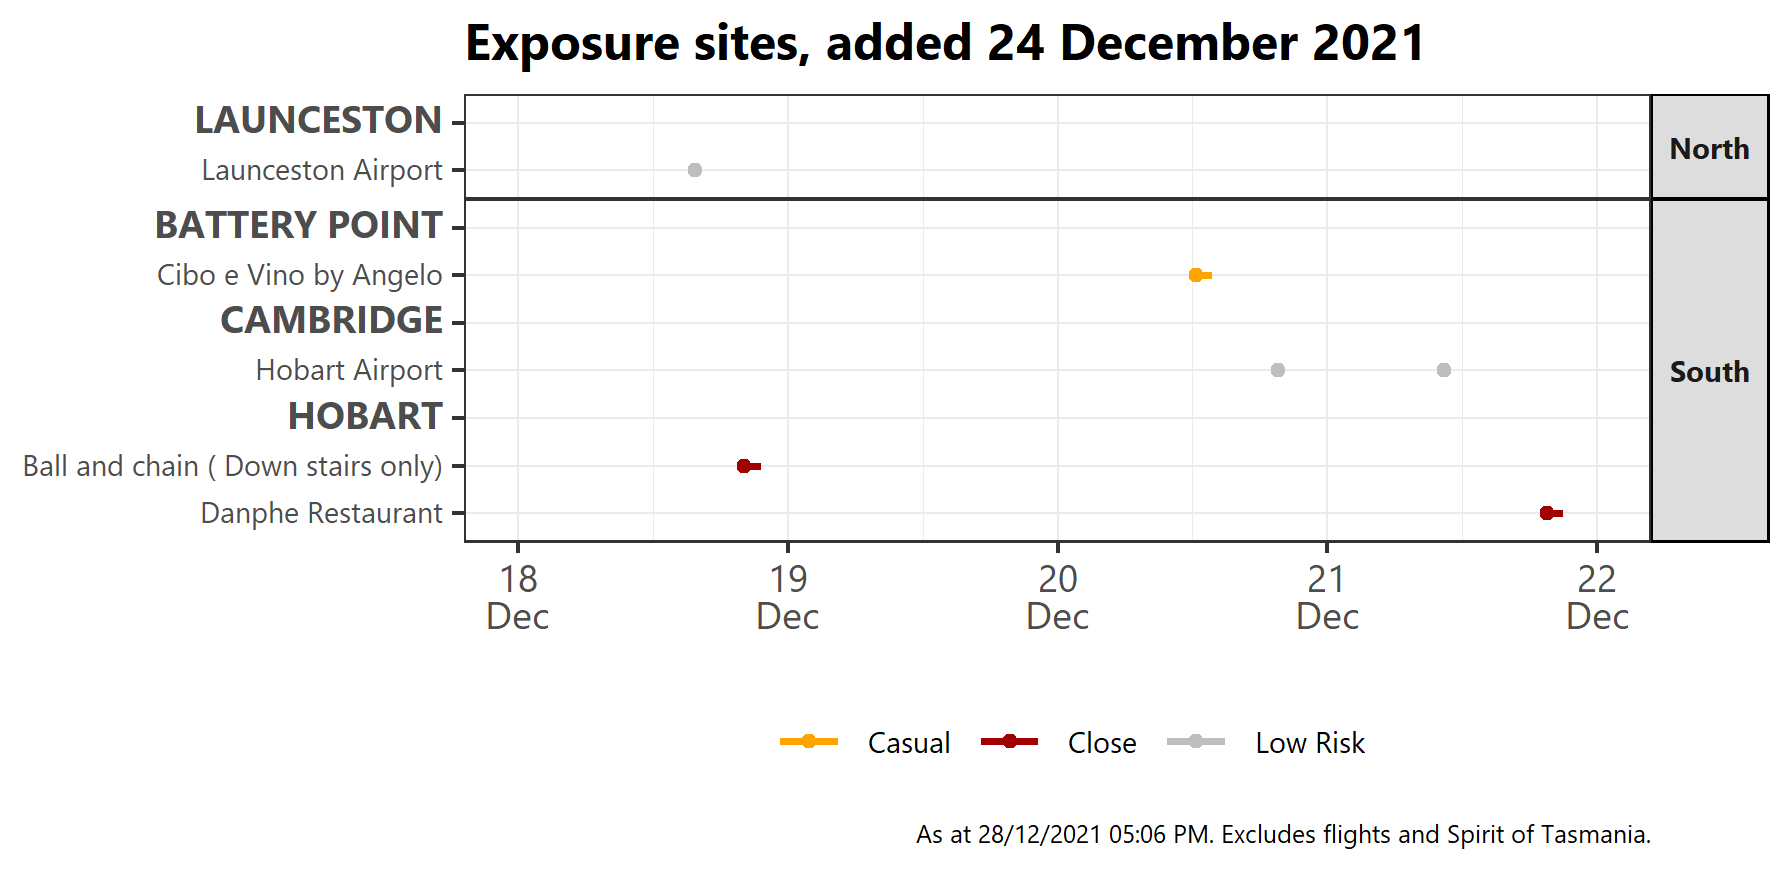 Exposure sites, added 24 December 2021
LAUNCESTON
Launceston Airport
North
BATTERY POINT
Cibo e Vino by Angelo
CAMBRIDGE
Hobart Airport
South
HOBART
Ball and chain ( Down stairs only)
Danphe Restaurant
18 19 20 21 22
Dec Dec Dec Dec Dec
Casual Close Low Risk
As at 28/12/2021 05:06 PM. Excludes flights and Spirit of Tasmania.